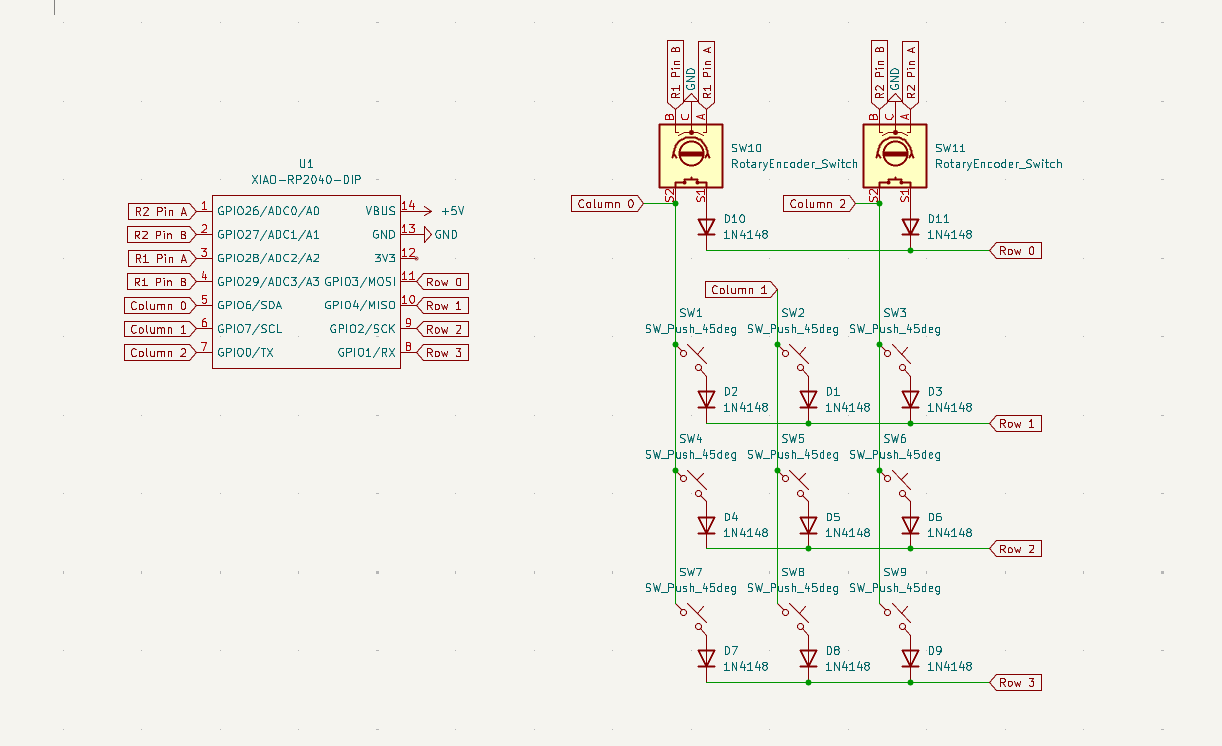 U1
XIAO-RP2040-DIP
R2 Pin A 1 GPIO26/ADC0/A0 VBUS 14 +5V
R2 Pin B 2 GPIO27/ADC1/A1 GND 13 GND
R1 Pin A 3 GPIO28/ADC2/A2 3V3 12
R1 Pin B 4 GPIO29/ADC3/A3 GPIO3/MOSI 11 Row 0
Column 0 5 GPIO6/SDA GPIO4/MISO 10 Row 1
Column 1 6 GPIO7/SCL GPIO2/SCK 9 Row 2
Column 2 7 GPIO0/TX GPIO1/RX 8 Row 3
R1 Pin B GND R1 Pin A
B C A
SW10
RotaryEncoder_Switch
S2 S1
R2 Pin B GND R2 Pin A
B C A
SW11
RotaryEncoder_Switch
S2 S1
Column 0
Column 2
D10
1N4148
D11
1N4148
Row 0
Column 1
SW1 SW2 SW3
SW_Push_45deg SW_Push_45deg SW_Push_45deg
D2 D1 D3
1N4148 1N4148 1N4148
Row 1
SW4 SW5 SW6
SW_Push_45deg SW_Push_45deg SW_Push_45deg
D4 D5 D6
1N4148 1N4148 1N4148
Row 2
SW7 SW8 SW9
SW_Push_45deg SW_Push_45deg SW_Push_45deg
D7 D8 D9
1N4148 1N4148 1N4148
Row 3